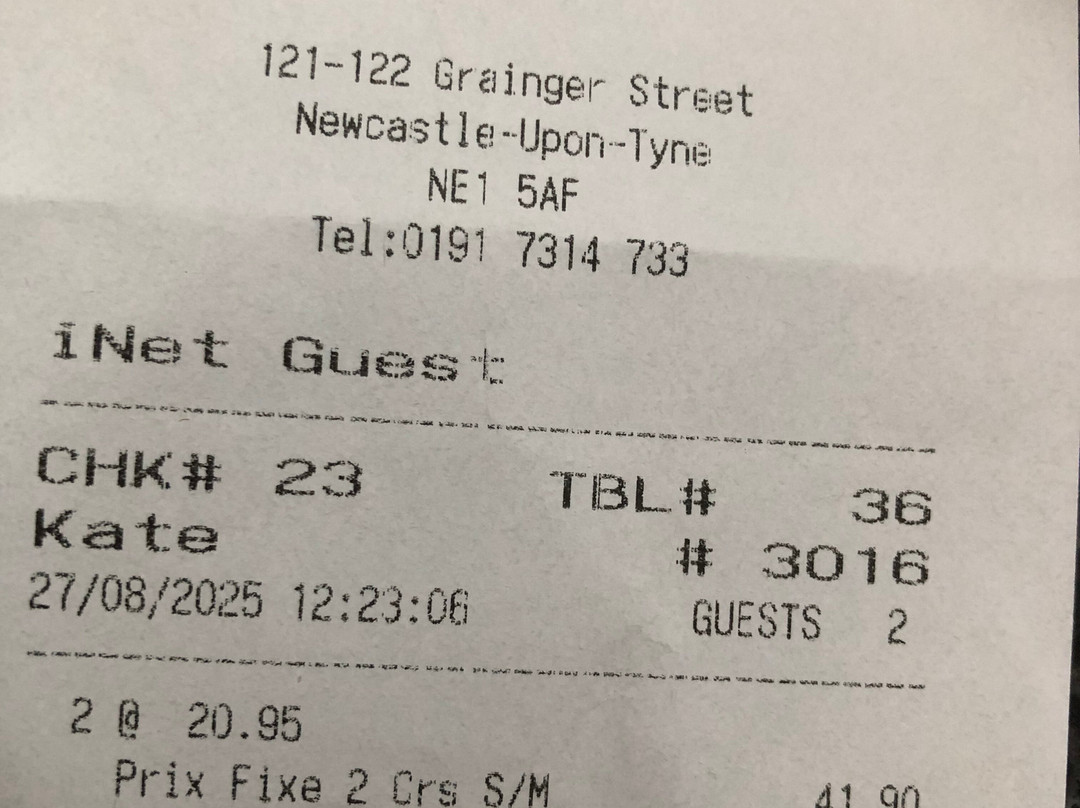 121-122 Grainger Street
Newcastle-Upon-Tyne
NE1 5AF
Tel:0191 7314 733
iNet Guest
CHK# 23 TBL# 36
Kate # 3016
27/08/2025 12:23:06 GUESTS 2
2 @ 20.95
Prix Fixe 2 Crs S/M 41.90